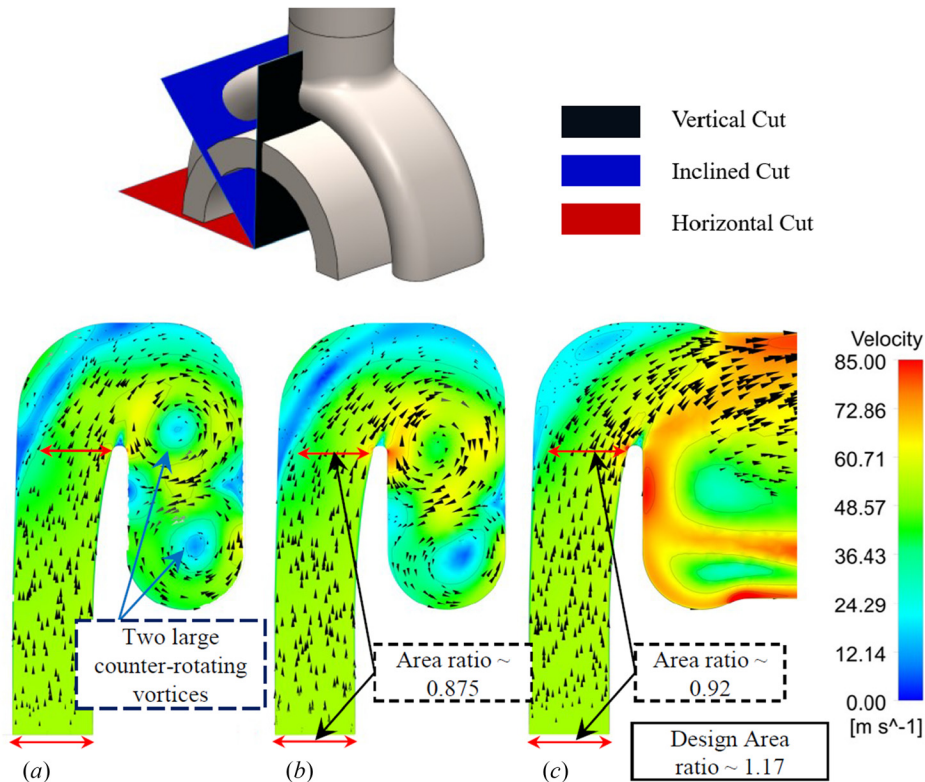 Vertical Cut
Inclined Cut
Horizontal Cut
Velocity
85.00
72.86
60.71
48.57
36.43
24.29
12.14
0.00
[m s^-1]
Two large
counter-rotating
vortices
Area ratio ~
0.875
Area ratio ~
0.92
Design Area
ratio ~ 1.17
(a)
(b)
(c)